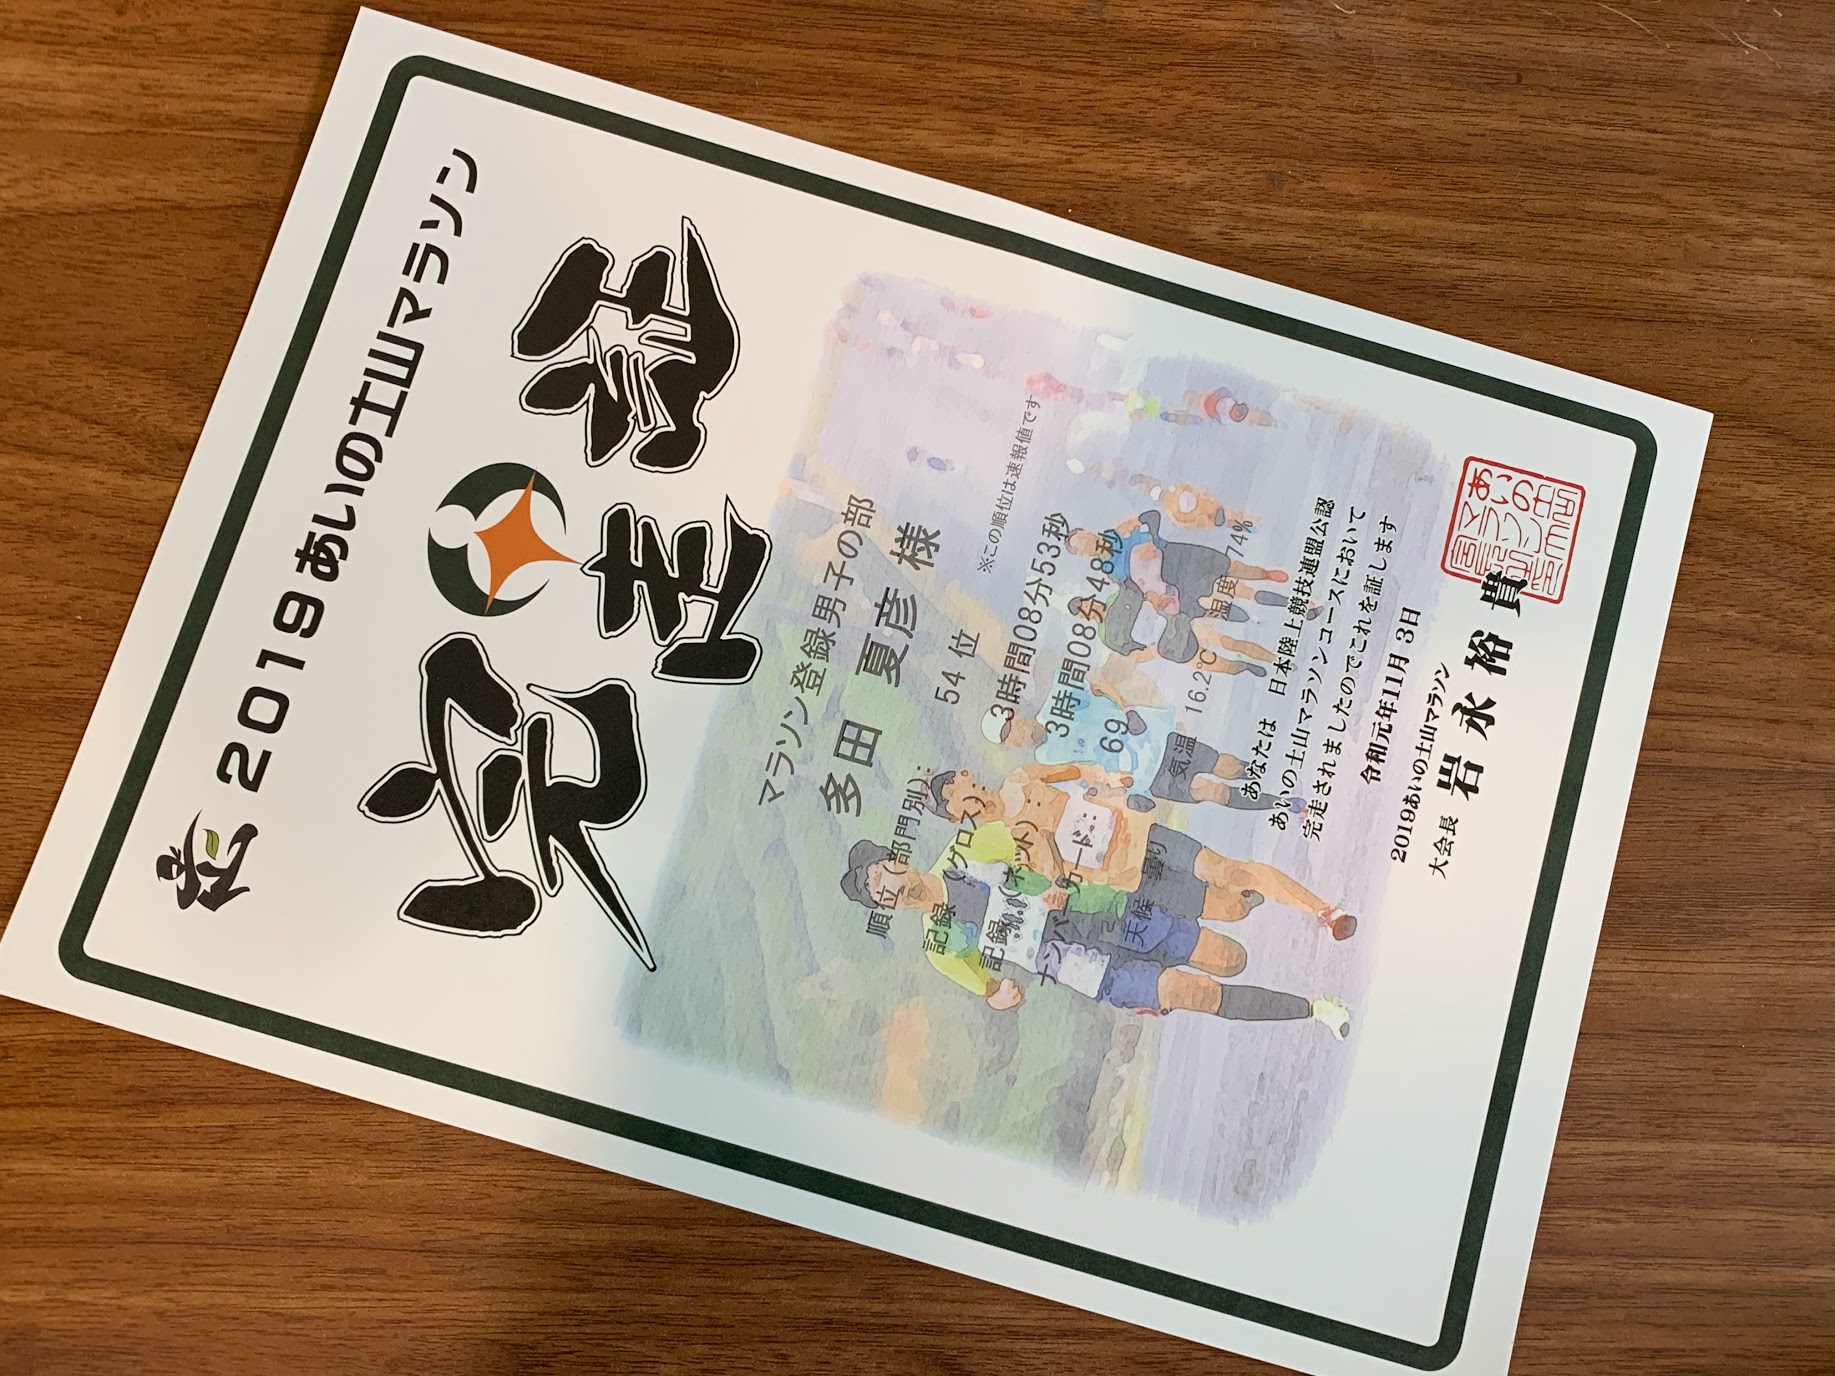 2019あいの土山マラソン
完走証
マラソン登録男子の部
多田 夏彦 様
順位(部門別) 54 位
※この順位は速報値です
記録(グロス) 3時間08分53秒
記録(ネット) 3時間08分48秒
ナンバーカード 69
天候 曇り 気温 16.2℃ 湿度 74%
あなたは 日本陸上競技連盟公認
あいの土山マラソンコースにおいて
完走されましたのでこれを証します
令和元年11月3日
2019あいの土山マラソン
大会長 岩永裕貴